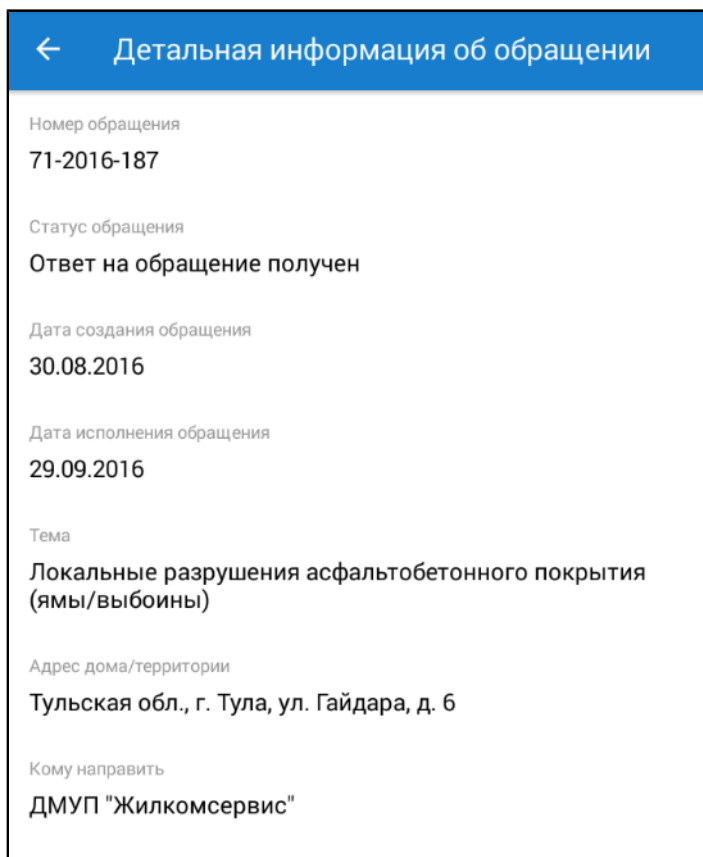 Детальная информация об обращении
Номер обращения
71-2016-187
Статус обращения
Ответ на обращение получен
Дата создания обращения
30.08.2016
Дата исполнения обращения
29.09.2016
Тема
Локальные разрушения асфальтобетонного покрытия
(ямы/выбоины)
Адрес дома/территории
Тульская обл., г. Тула, ул. Гайдара, д. 6
Кому направить
ДМУП "Жилкомсервис"